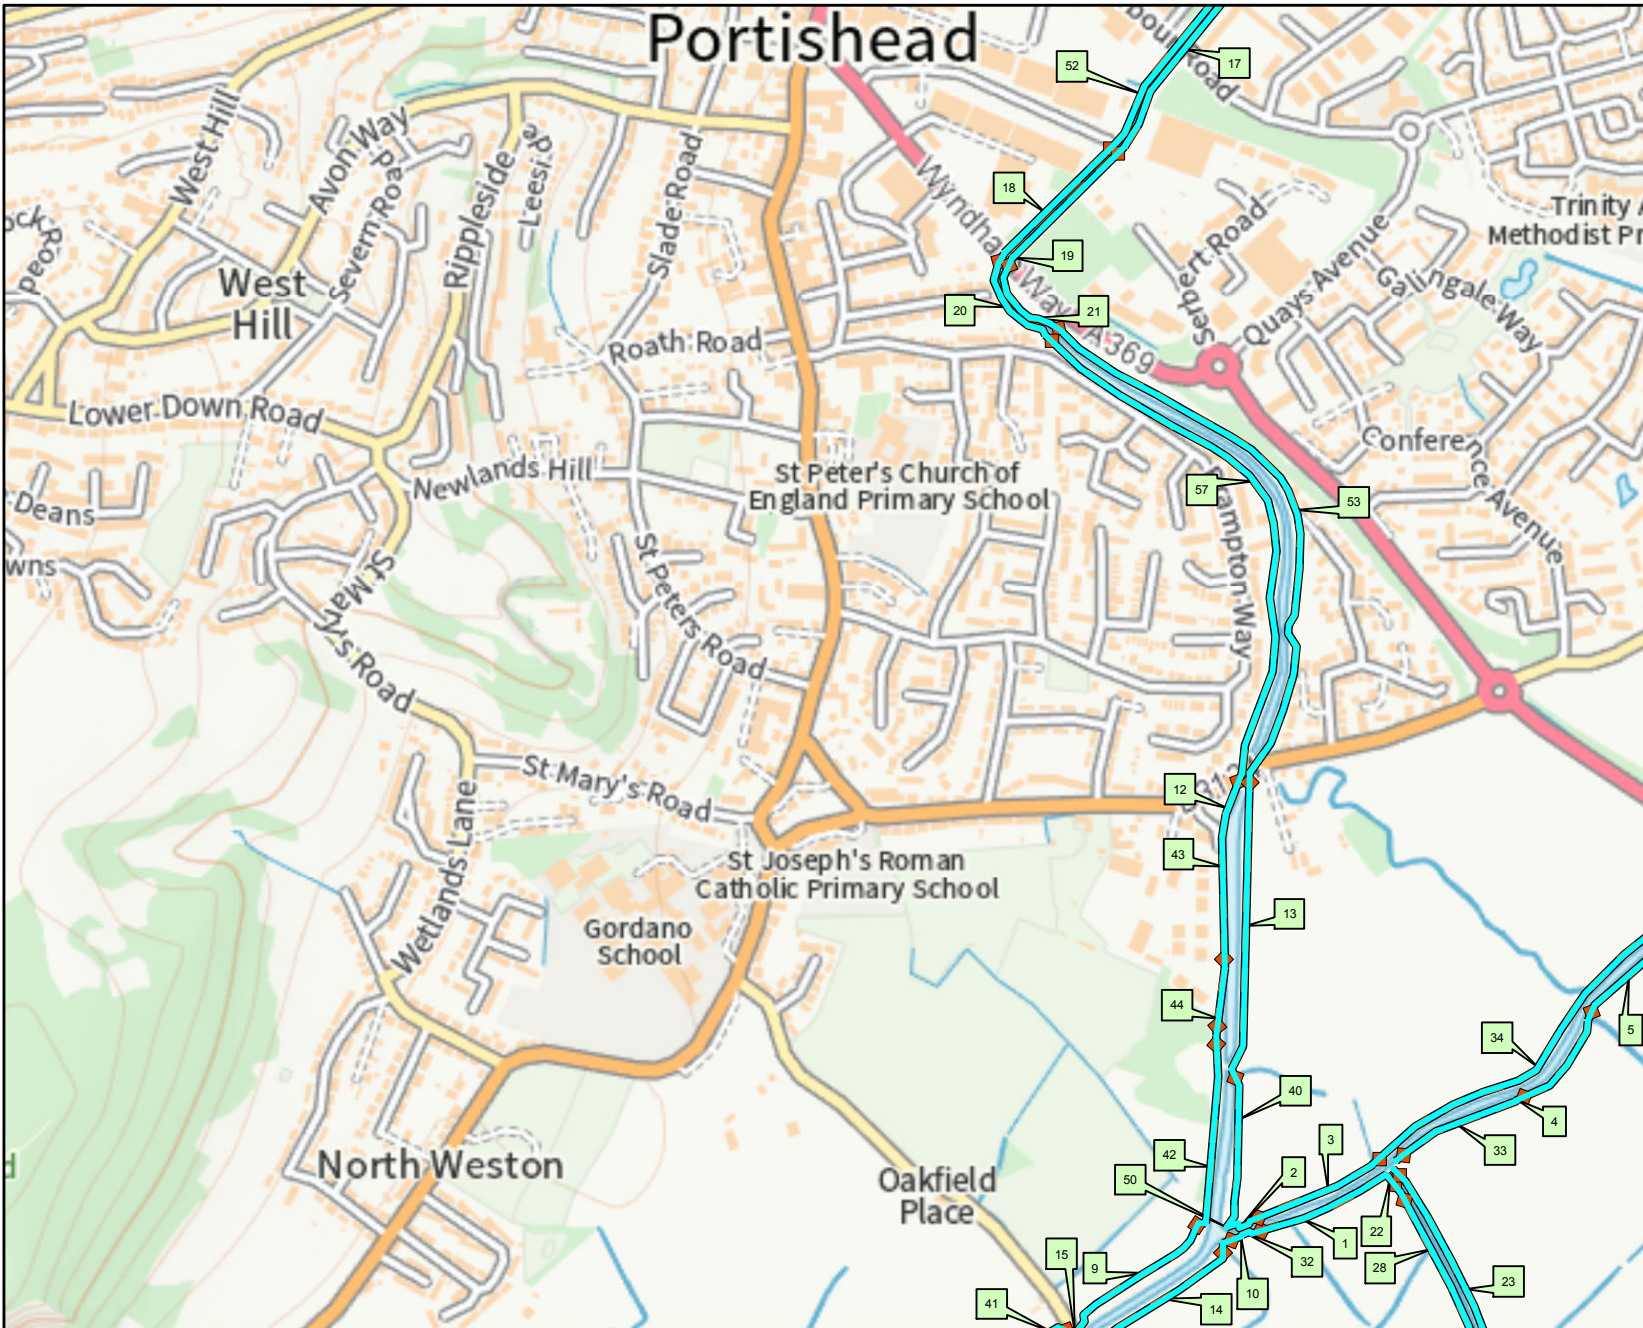 Portishead
52
17
18
19
20
21
West Hill
Avon Way
Severn Road
Rippleside
Slade Road
Wyndham Way
A369
Serbert Road
Quays Avenue
Galingale Way
Trinity A
Methodist Pr
West
Hill
Roath Road
Lower Down Road
Newlands Hill
St Peter's Church of
England Primary School
Conference Avenue
57
53
Deans
wns
St Mary's Road
St Peters Road
rampton Way
St Mary's Road
12
43
13
Wetlands Lane
St Joseph's Roman
Catholic Primary School
Gordano
School
44
34
5
40
4
33
3
42
2
50
North Weston
Oakfield
Place
22
1
32
28
23
15
9
10
14
41
d